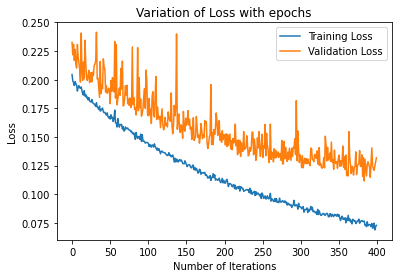 Variation of Loss with epochs
Training Loss
Validation Loss
Loss
0.250
0.225
0.200
0.175
0.150
0.125
0.100
0.075
0 50 100 150 200 250 300 350 400
Number of Iterations